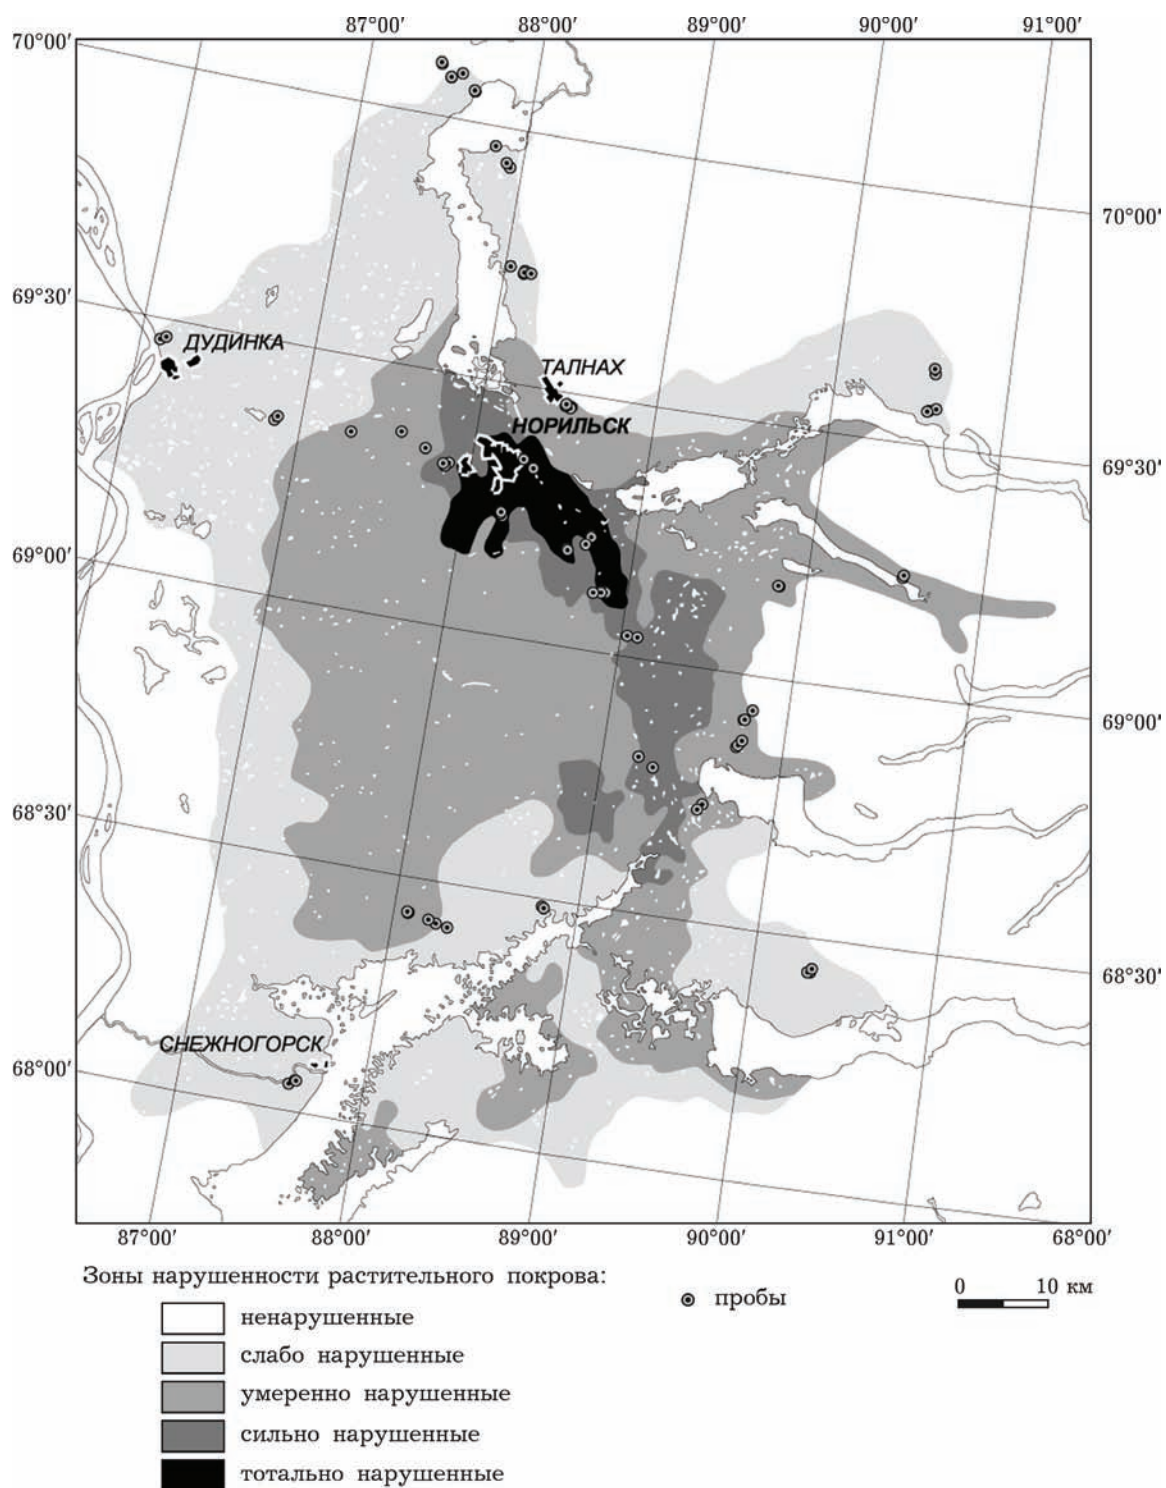 87°00′ 88°00′ 89°00′ 90°00′ 91°00′
70°00′
70°00′
69°30′
ДУДИНКА
ТАЛНАХ
НОРИЛЬСК
69°30′
69°00′
69°00′
68°30′
68°30′
СНЕЖНОГОРСК
68°00′
87°00′ 88°00′ 89°00′ 90°00′ 91°00′ 68°00′
Зоны нарушенности растительного покрова:
пробы
0 10 км
ненарушенные
слабо нарушенные
умеренно нарушенные
сильно нарушенные
тотально нарушенные